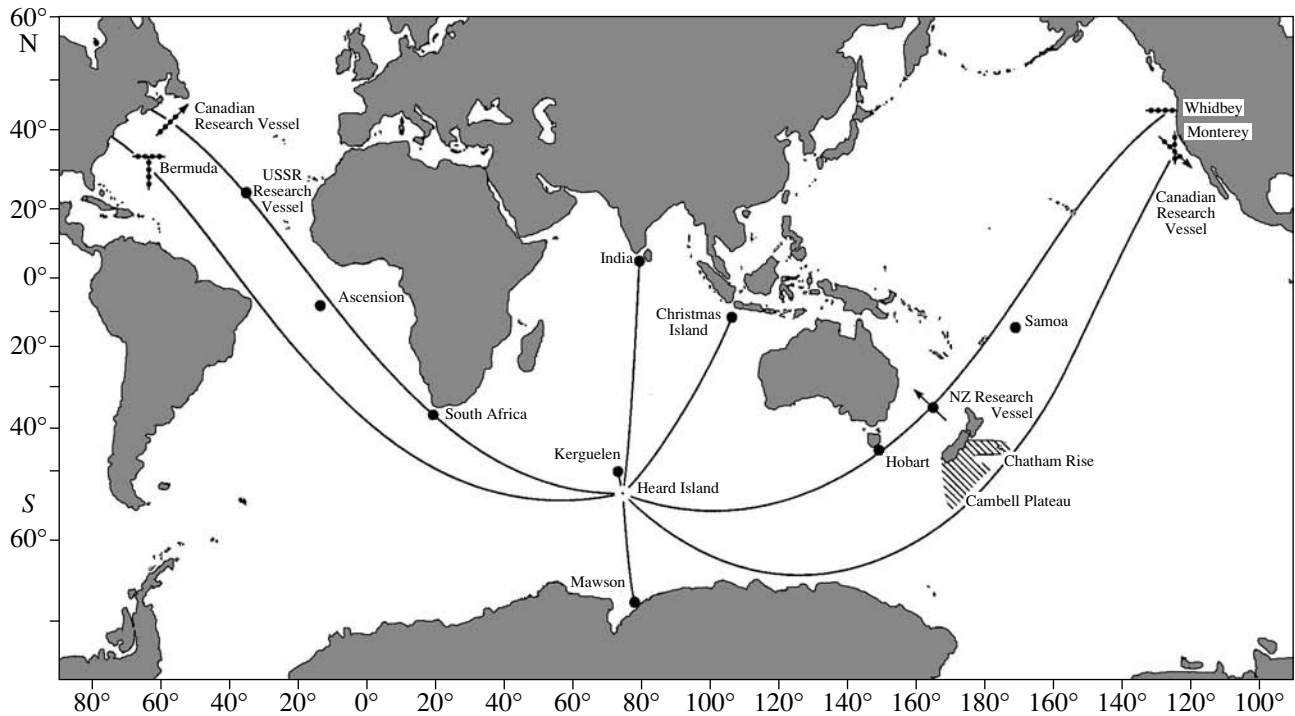 60°
N
40°
20°
0°
20°
40°
S
60°
Canadian
Research Vessel
Bermuda
USSR
Research
Vessel
Ascension
South Africa
India
Christmas
Island
Kerguelen
Heard Island
Mawson
Whidbey
Monterey
Canadian
Research
Vessel
Samoa
NZ Research
Vessel
Hobart
Chatham Rise
Cambell Plateau
80° 60° 40° 20° 0° 20° 40° 60° 80° 100° 120° 140° 160° 180° 160° 140° 120° 100°